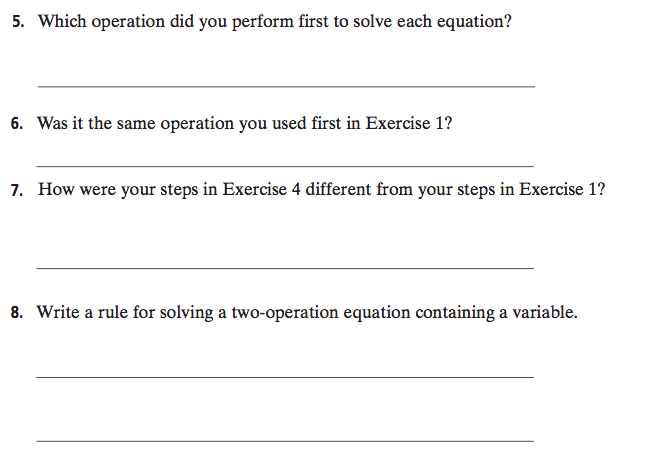 5. Which operation did you perform first to solve each equation?
6. Was it the same operation you used first in Exercise 1?
7. How were your steps in Exercise 4 different from your steps in Exercise 1?
8. Write a rule for solving a two-operation equation containing a variable.